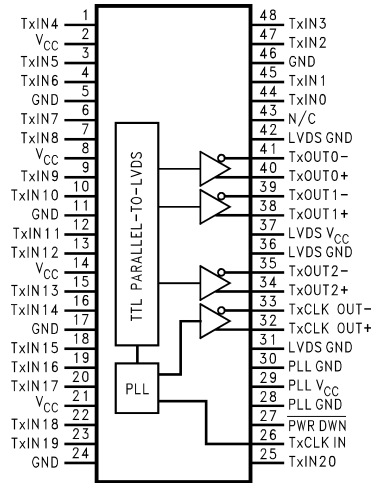 TxIN4 1 48 TxIN3
VCC 2 47 TxIN2
TxIN5 3 46 GND
TxIN6 4 45 TxIN1
GND 5 44 TxIN0
TxIN7 6 43 N/C
TxIN8 7 42 LVDS GND
VCC 8 41 TxOUT0−
TxIN9 9 40 TxOUT0+
TxIN10 10 39 TxOUT1−
GND 11 38 TxOUT1+
TxIN11 12 37 LVDS VCC
TxIN12 13 36 LVDS GND
VCC 14 35 TxOUT2−
TxIN13 15 34 TxOUT2+
TxIN14 16 33 TxCLK OUT−
GND 17 32 TxCLK OUT+
TxIN15 18 31 LVDS GND
TxIN16 19 30 PLL GND
TxIN17 20 29 PLL VCC
VCC 21 28 PLL GND
TxIN18 22 27 PWR DWN
TxIN19 23 26 TxCLK IN
GND 24 25 TxIN20
TTL PARALLEL-TO-LVDS
PLL